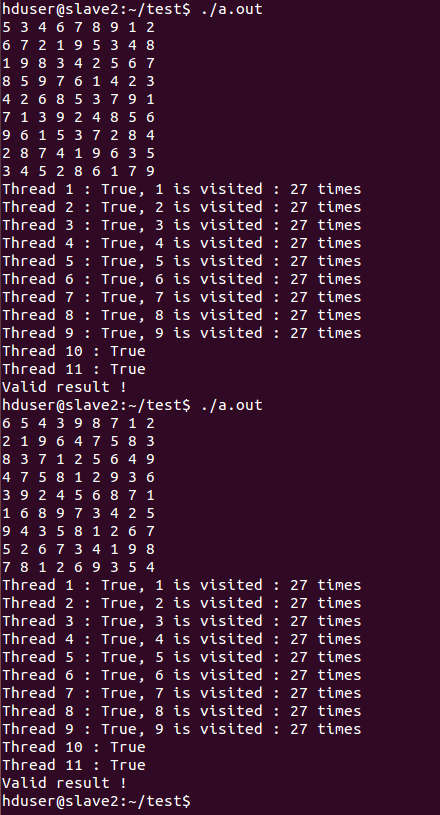 hduser@slave2:~/test$ ./a.out
5 3 4 6 7 8 9 1 2
6 7 2 1 9 5 3 4 8
1 9 8 3 4 2 5 6 7
8 5 9 7 6 1 4 2 3
4 2 6 8 5 3 7 9 1
7 1 3 9 2 4 8 5 6
9 6 1 5 3 7 2 8 4
2 8 7 4 1 9 6 3 5
3 4 5 2 8 6 1 7 9
Thread 1 : True, 1 is visited : 27 times
Thread 2 : True, 2 is visited : 27 times
Thread 3 : True, 3 is visited : 27 times
Thread 4 : True, 4 is visited : 27 times
Thread 5 : True, 5 is visited : 27 times
Thread 6 : True, 6 is visited : 27 times
Thread 7 : True, 7 is visited : 27 times
Thread 8 : True, 8 is visited : 27 times
Thread 9 : True, 9 is visited : 27 times
Thread 10 : True
Thread 11 : True
Valid result !
hduser@slave2:~/test$ ./a.out
6 5 4 3 9 8 7 1 2
2 1 9 6 4 7 5 8 3
8 3 7 1 2 5 6 4 9
4 7 5 8 1 2 9 3 6
3 9 2 4 5 6 8 7 1
1 6 8 9 7 3 4 2 5
9 4 3 5 8 1 2 6 7
5 2 6 7 3 4 1 9 8
7 8 1 2 6 9 3 5 4
Thread 1 : True, 1 is visited : 27 times
Thread 2 : True, 2 is visited : 27 times
Thread 3 : True, 3 is visited : 27 times
Thread 4 : True, 4 is visited : 27 times
Thread 5 : True, 5 is visited : 27 times
Thread 6 : True, 6 is visited : 27 times
Thread 7 : True, 7 is visited : 27 times
Thread 8 : True, 8 is visited : 27 times
Thread 9 : True, 9 is visited : 27 times
Thread 10 : True
Thread 11 : True
Valid result !
hduser@slave2:~/test$